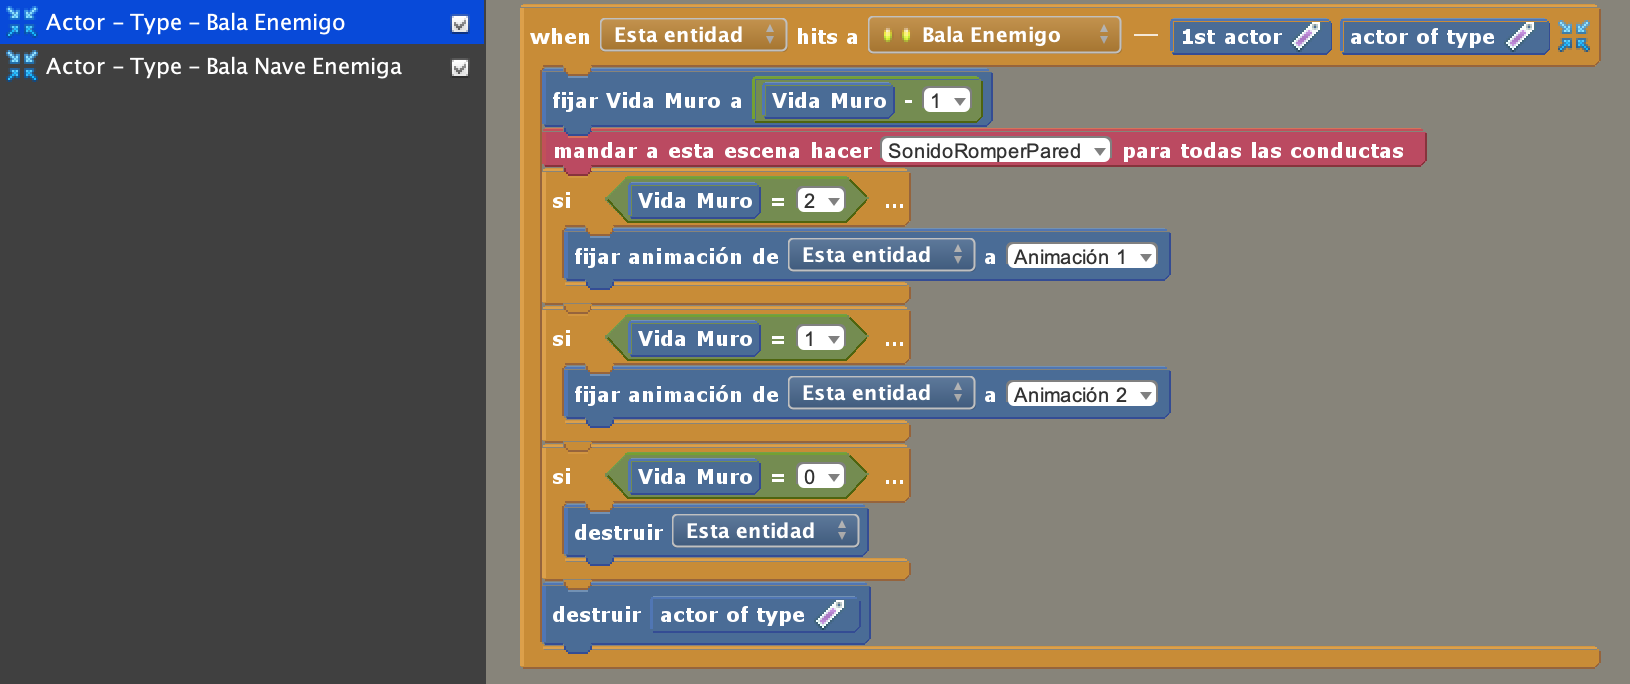 Actor – Type – Bala Enemigo
Actor – Type – Bala Nave Enemiga
when Esta entidad hits a Bala Enemigo — 1st actor actor of type
fijar Vida Muro a Vida Muro - 1
mandar a esta escena hacer SonidoRomperPared para todas las conductas
si Vida Muro = 2 ...
fijar animación de Esta entidad a Animación 1
si Vida Muro = 1 ...
fijar animación de Esta entidad a Animación 2
si Vida Muro = 0 ...
destruir Esta entidad
destruir actor of type